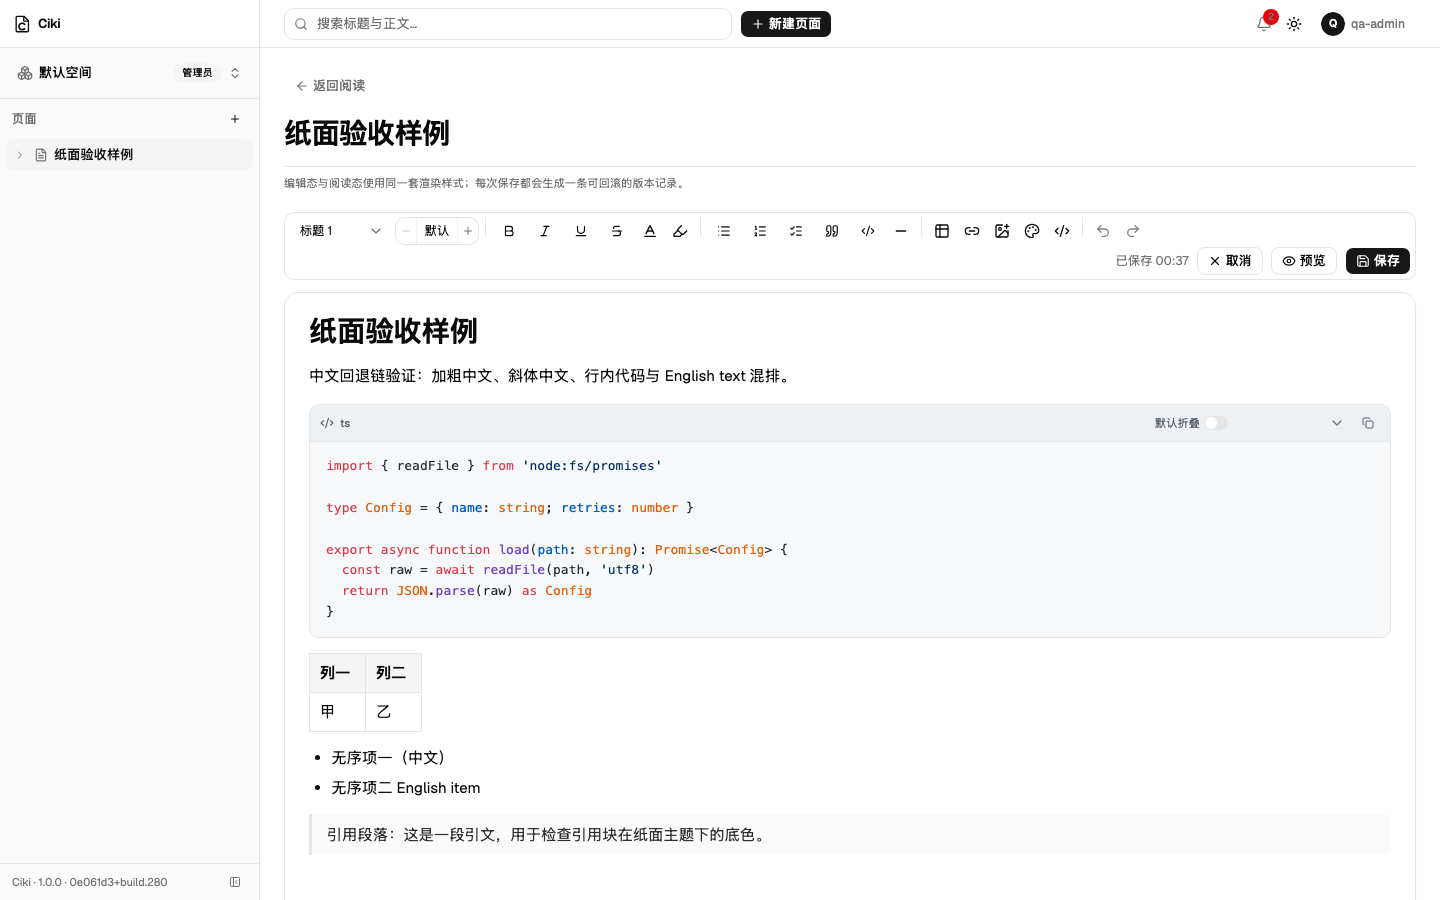 Ciki
搜索标题与正文...
新建页面
2
Q
qa-admin
默认空间
管理员
页面
纸面验收样例
返回阅读
纸面验收样例
编辑态与阅读态使用同一套渲染样式；每次保存都会生成一条可回滚的版本记录。
标题 1
默认
已保存 00:37
取消
预览
保存
纸面验收样例
中文回退链验证：加粗中文、斜体中文、行内代码与 English text 混排。
ts
默认折叠
import { readFile } from 'node:fs/promises'
type Config = { name: string; retries: number }
export async function load(path: string): Promise<Config> {
  const raw = await readFile(path, 'utf8')
  return JSON.parse(raw) as Config
}
列一 列二
甲 乙
无序项一（中文）
无序项二 English item
引用段落：这是一段引文，用于检查引用块在纸面主题下的底色。
Ciki · 1.0.0 · 0e061d3+build.280